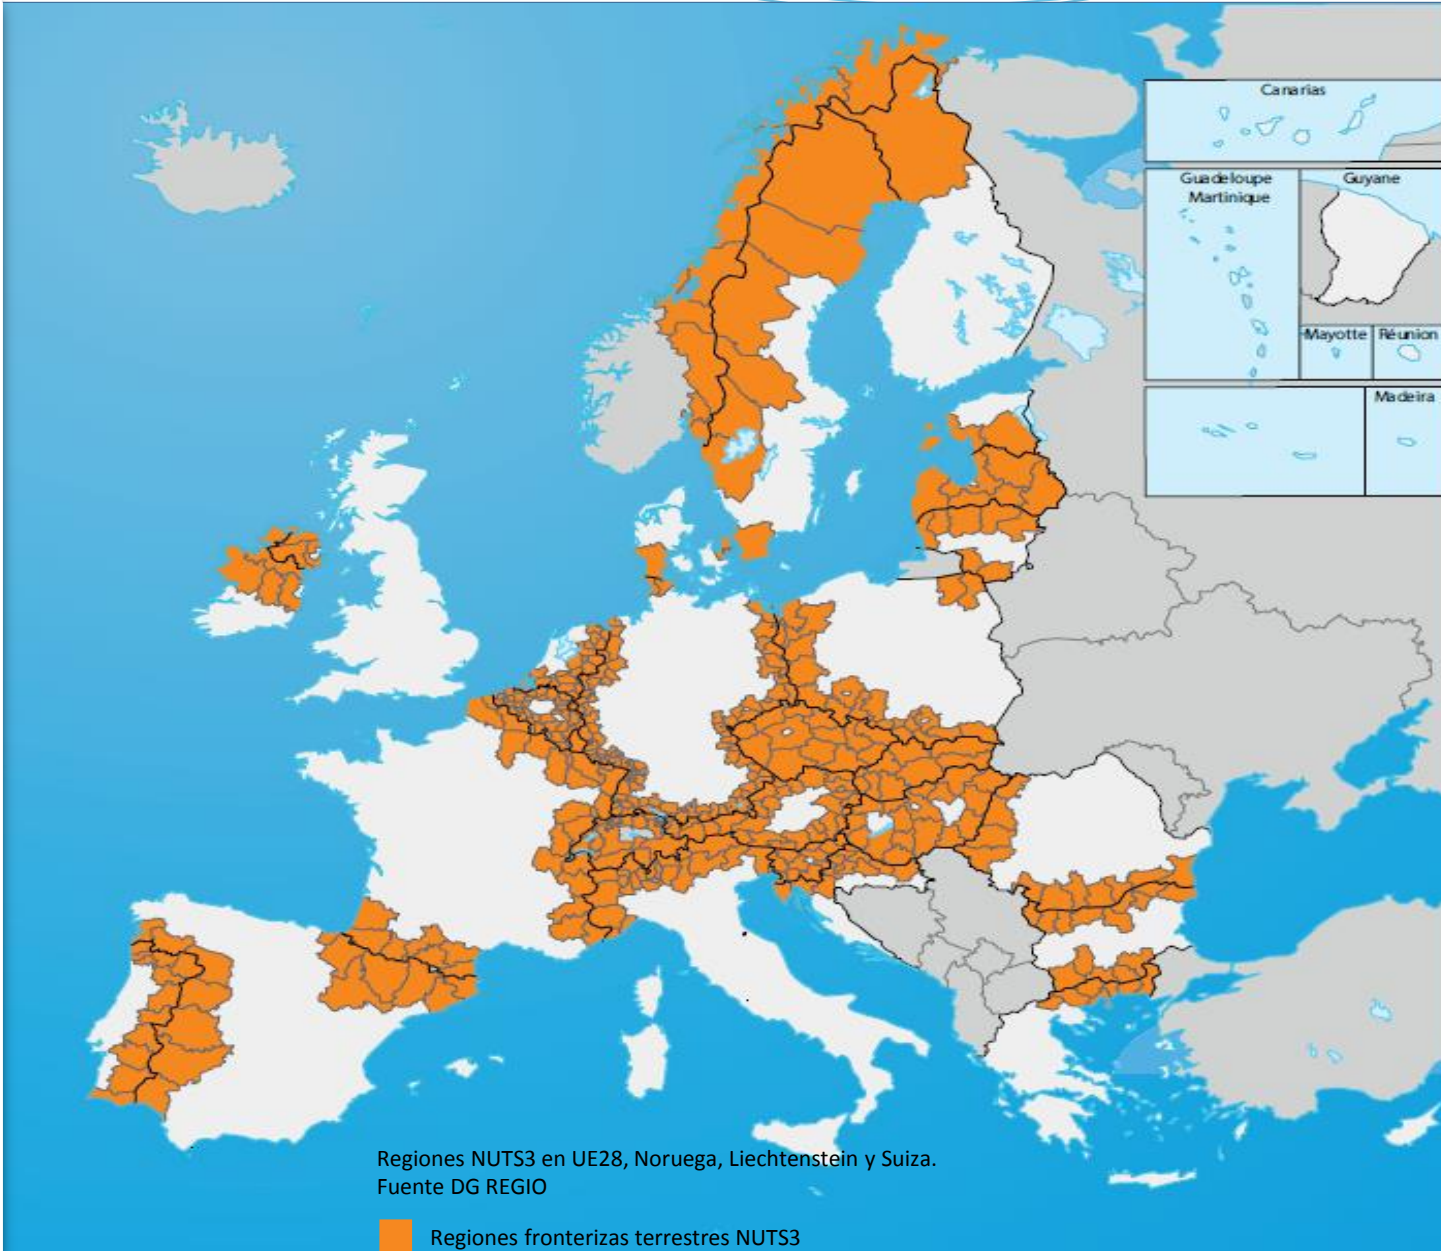 Canarias
Guadeloupe
Martinique
Guyane
Mayotte
Réunion
Madeira
Regiones NUTS3 en UE28, Noruega, Liechtenstein y Suiza.
Fuente DG REGIO
Regiones fronterizas terrestres NUTS3